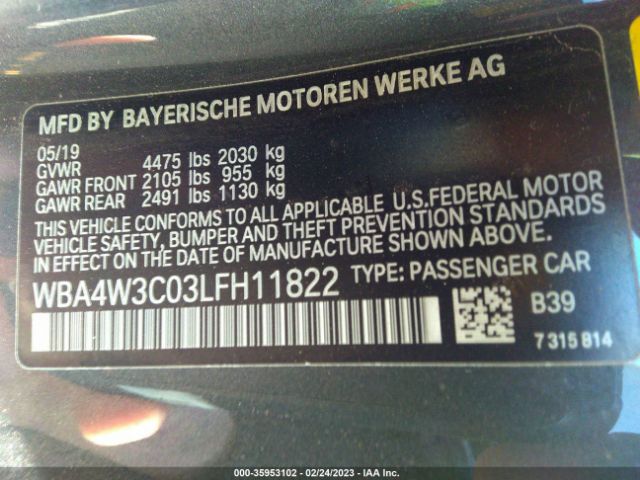 MFD BY BAYERISCHE MOTOREN WERKE AG
05/19
GVWR 4475 lbs 2030 kg
GAWR FRONT 2105 lbs 955 kg
GAWR REAR 2491 lbs 1130 kg
THIS VEHICLE CONFORMS TO ALL APPLICABLE U.S.FEDERAL MOTOR
VEHICLE SAFETY, BUMPER AND THEFT PREVENTION STANDARDS
IN EFFECT ON THE DATE OF MANUFACTURE SHOWN ABOVE.
WBA4W3C03LFH11822 TYPE: PASSENGER CAR
B39
7 315 814
000-35953102 - 02/24/2023 - IAA Inc.